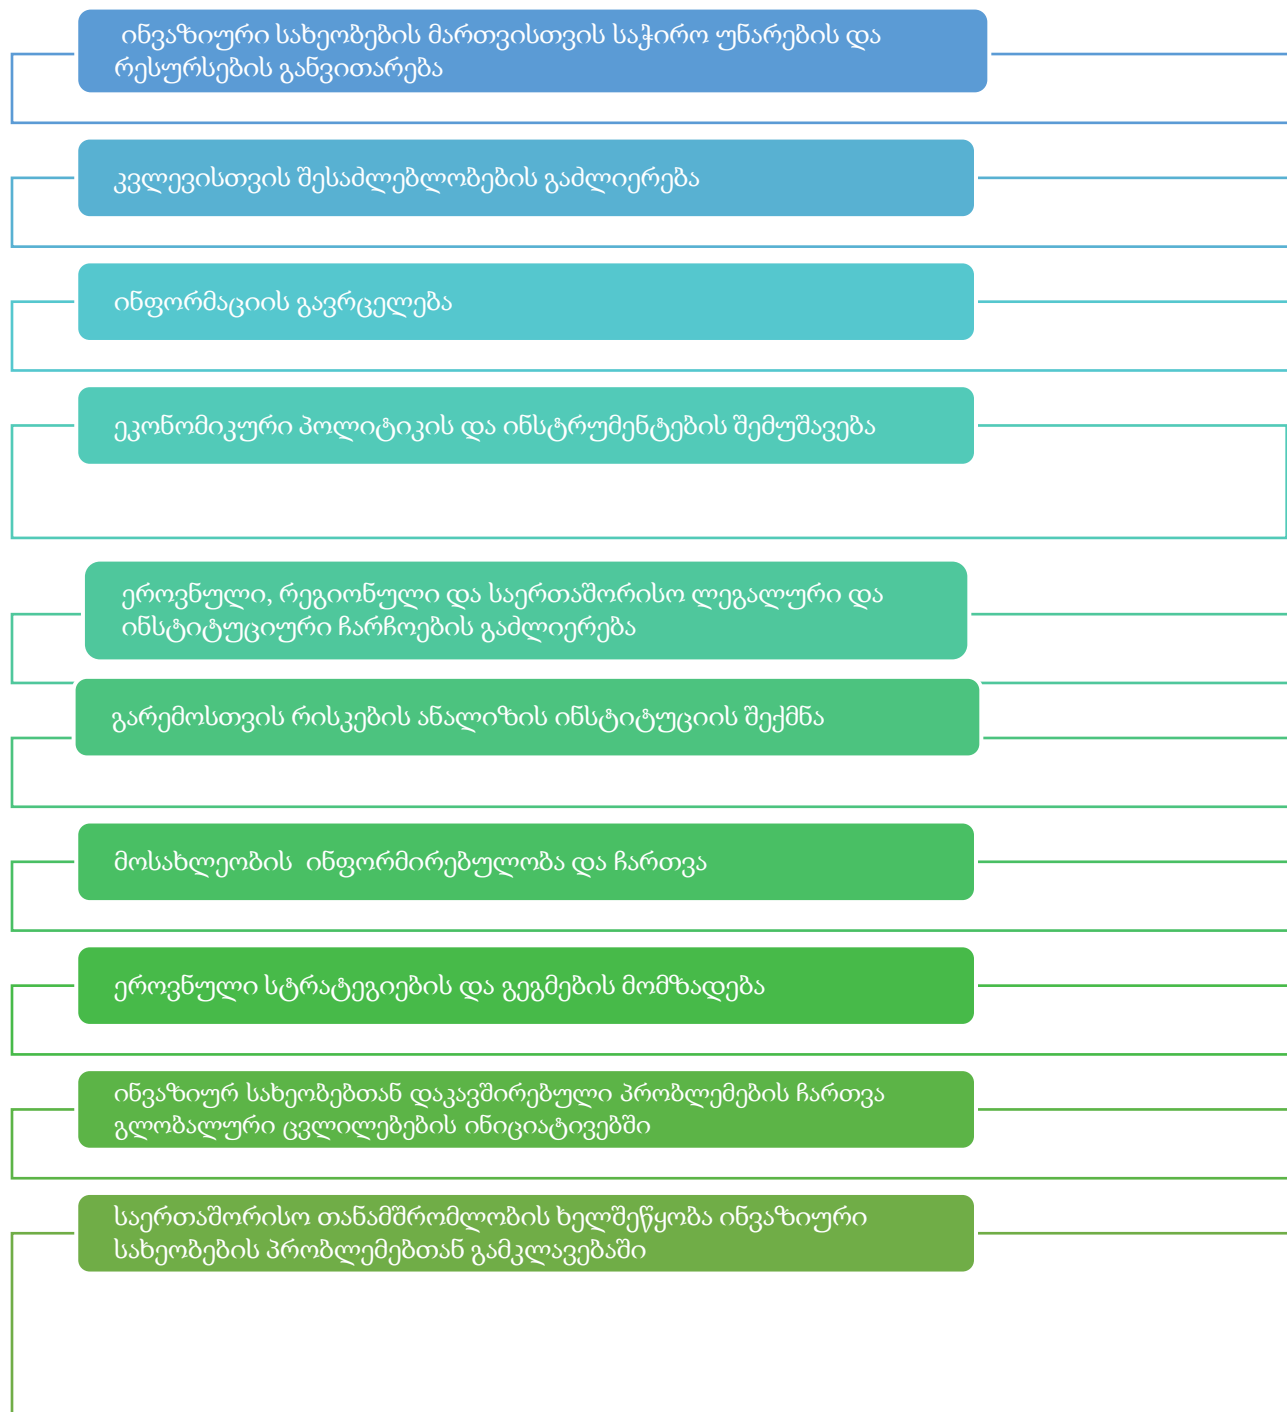 ინვაზიური სახეობების მართვისთვის საჭირო უნარების და
რესურსების განვითარება
კვლევისთვის შესაძლებლობების გაძლიერება
ინფორმაციის გავრცელება
ეკონომიკური პოლიტიკის და ინსტრუმენტების შემუშავება
ეროვნული, რეგიონული და საერთაშორისო ლეგალური და
ინსტიტუციური ჩარჩოების გაძლიერება
გარემოსთვის რისკების ანალიზის ინსტიტუციის შექმნა
მოსახლეობის ინფორმირებულობა და ჩართვა
ეროვნული სტრატეგიების და გეგმების მომზადება
ინვაზიურ სახეობებთან დაკავშირებული პრობლემების ჩართვა
გლობალური ცვლილებების ინიციატივებში
საერთაშორისო თანამშრომლობის ხელშეწყობა ინვაზიური
სახეობების პრობლემებთან გამკლავებაში